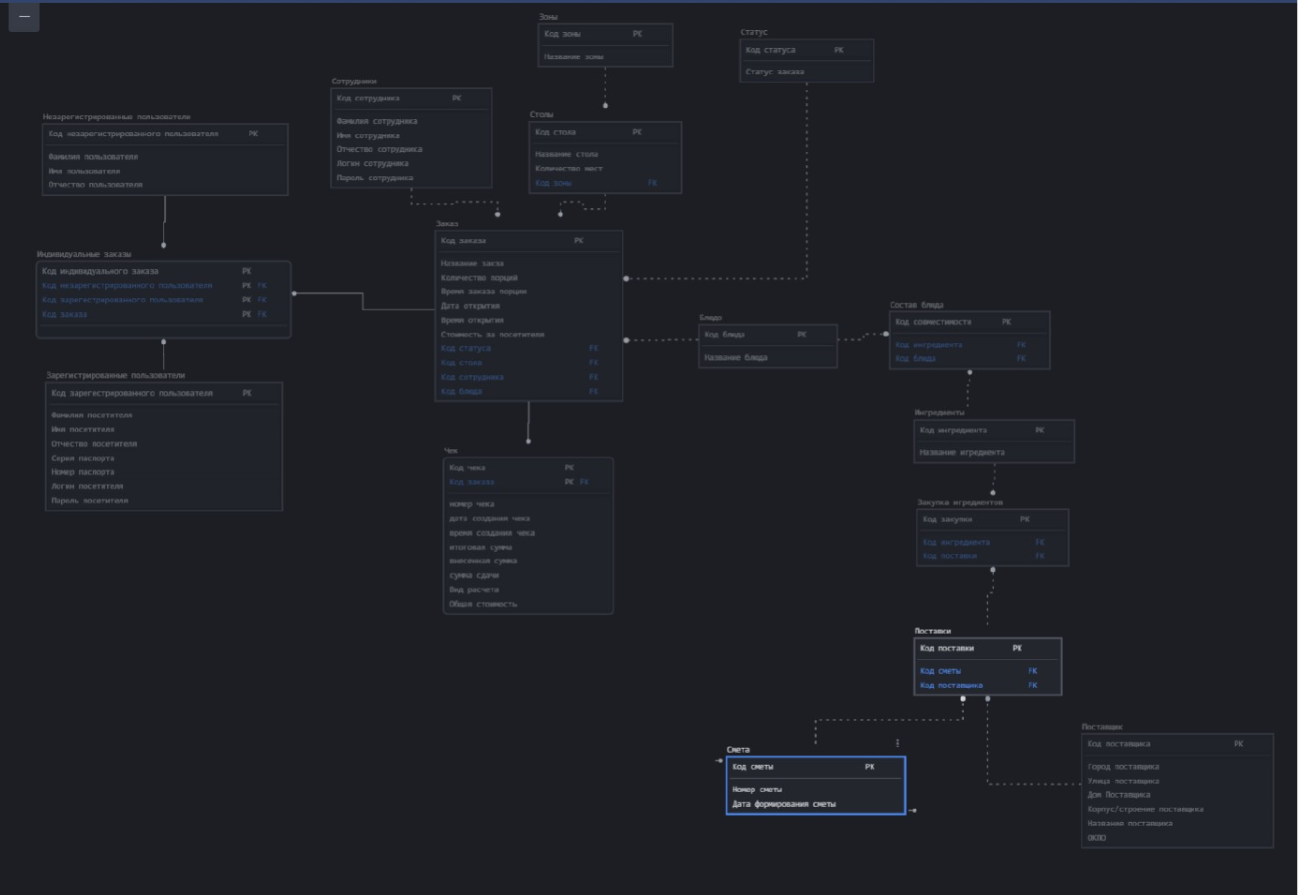 Зоны
Код зоны PK
Название зоны
Статус
Код статуса PK
Статус заказа
Сотрудники
Код сотрудника PK
Фамилия сотрудника
Имя сотрудника
Отчество сотрудника
Логин сотрудника
Пароль сотрудника
Столы
Код стола PK
Название стола
Количество мест
Код зоны FK
Незарегистрированные пользователи
Код незарегистрированного пользователя PK
Фамилия пользователя
Имя пользователя
Отчество пользователя
Индивидуальные заказы
Код индивидуального заказа PK
Код незарегистрированного пользователя PK FK
Код зарегистрированного пользователя PK FK
Код заказа PK FK
Зарегистрированные пользователи
Код зарегистрированного пользователя PK
Фамилия посетителя
Имя посетителя
Отчество посетителя
Серия паспорта
Номер паспорта
Логин посетителя
Пароль посетителя
Заказ
Код заказа PK
Название
Количество порций
Время заказа порции
Дата открытия
Время открытия
Стоимость за посетителя
Код статуса FK
Код стола FK
Код сотрудника FK
Код блюда FK
Чек
Код чека PK
Код заказа PK FK
номер чека
дата создания чека
время создания чека
итоговая сумма
внесенная сумма
сумма сдачи
Вид расчета
Общая стоимость
Блюдо
Код блюда PK
Название блюда
Состав блюда
Код совместимости PK
Код ингредиента FK
Код блюда FK
Ингредиенты
Код ингредиента PK
Название игредиента
Закупка игредиентов
Код закупки PK
Код ингредиента FK
Код поставки FK
Поставки
Код поставки PK
Код сметы FK
Код поставщика FK
Смета
Код сметы PK
Номер сметы
Дата формирования сметы
Поставщик
Код поставщика PK
Город поставщика
Улица поставщика
Дом Поставщика
Корпус/строение поставщика
Название поставщика
ОКПО